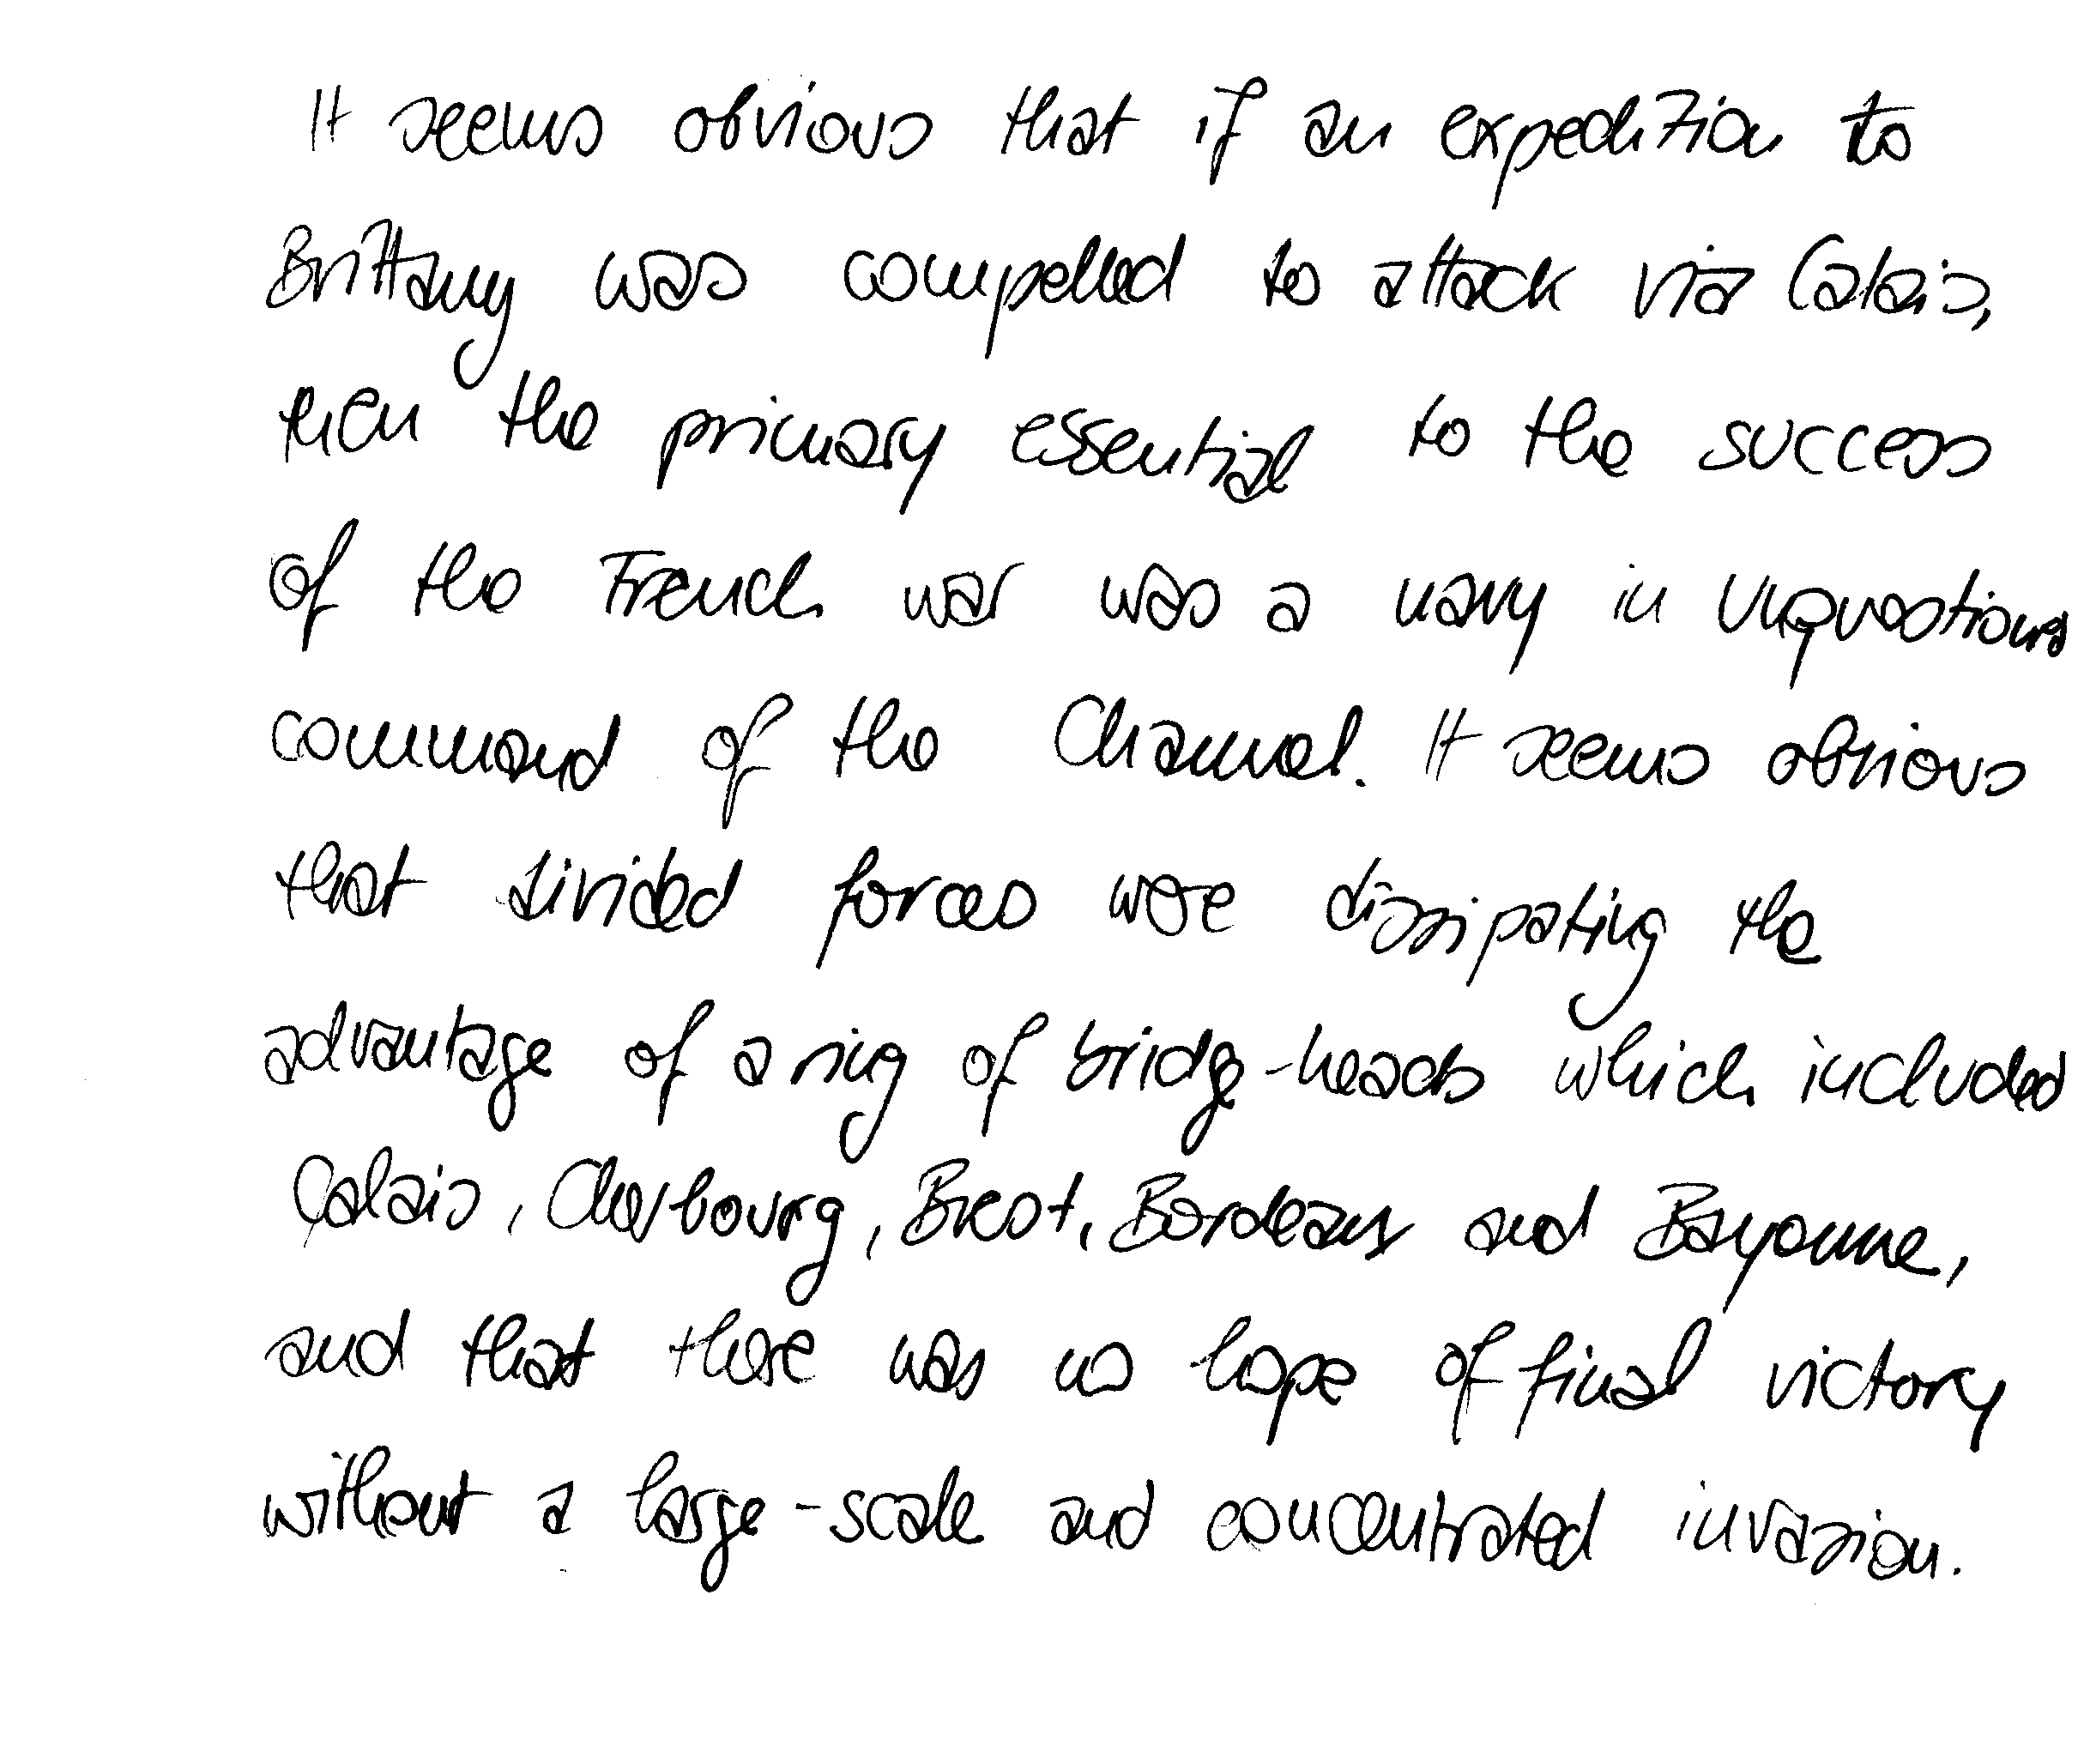 It seems obvious that if an expedition to
Brittany was compelled to attack via Calais,
then the primary essential to the success
of the French war was a navy in unquestioned
command of the Channel. It seems obvious
that divided forces were dissipating the
advantage of a ring of bridge-heads which included
Calais, Cherbourg, Brest, Bordeaux and Bayonne,
and that there was no hope of final victory
without a large-scale and concentrated invasion.